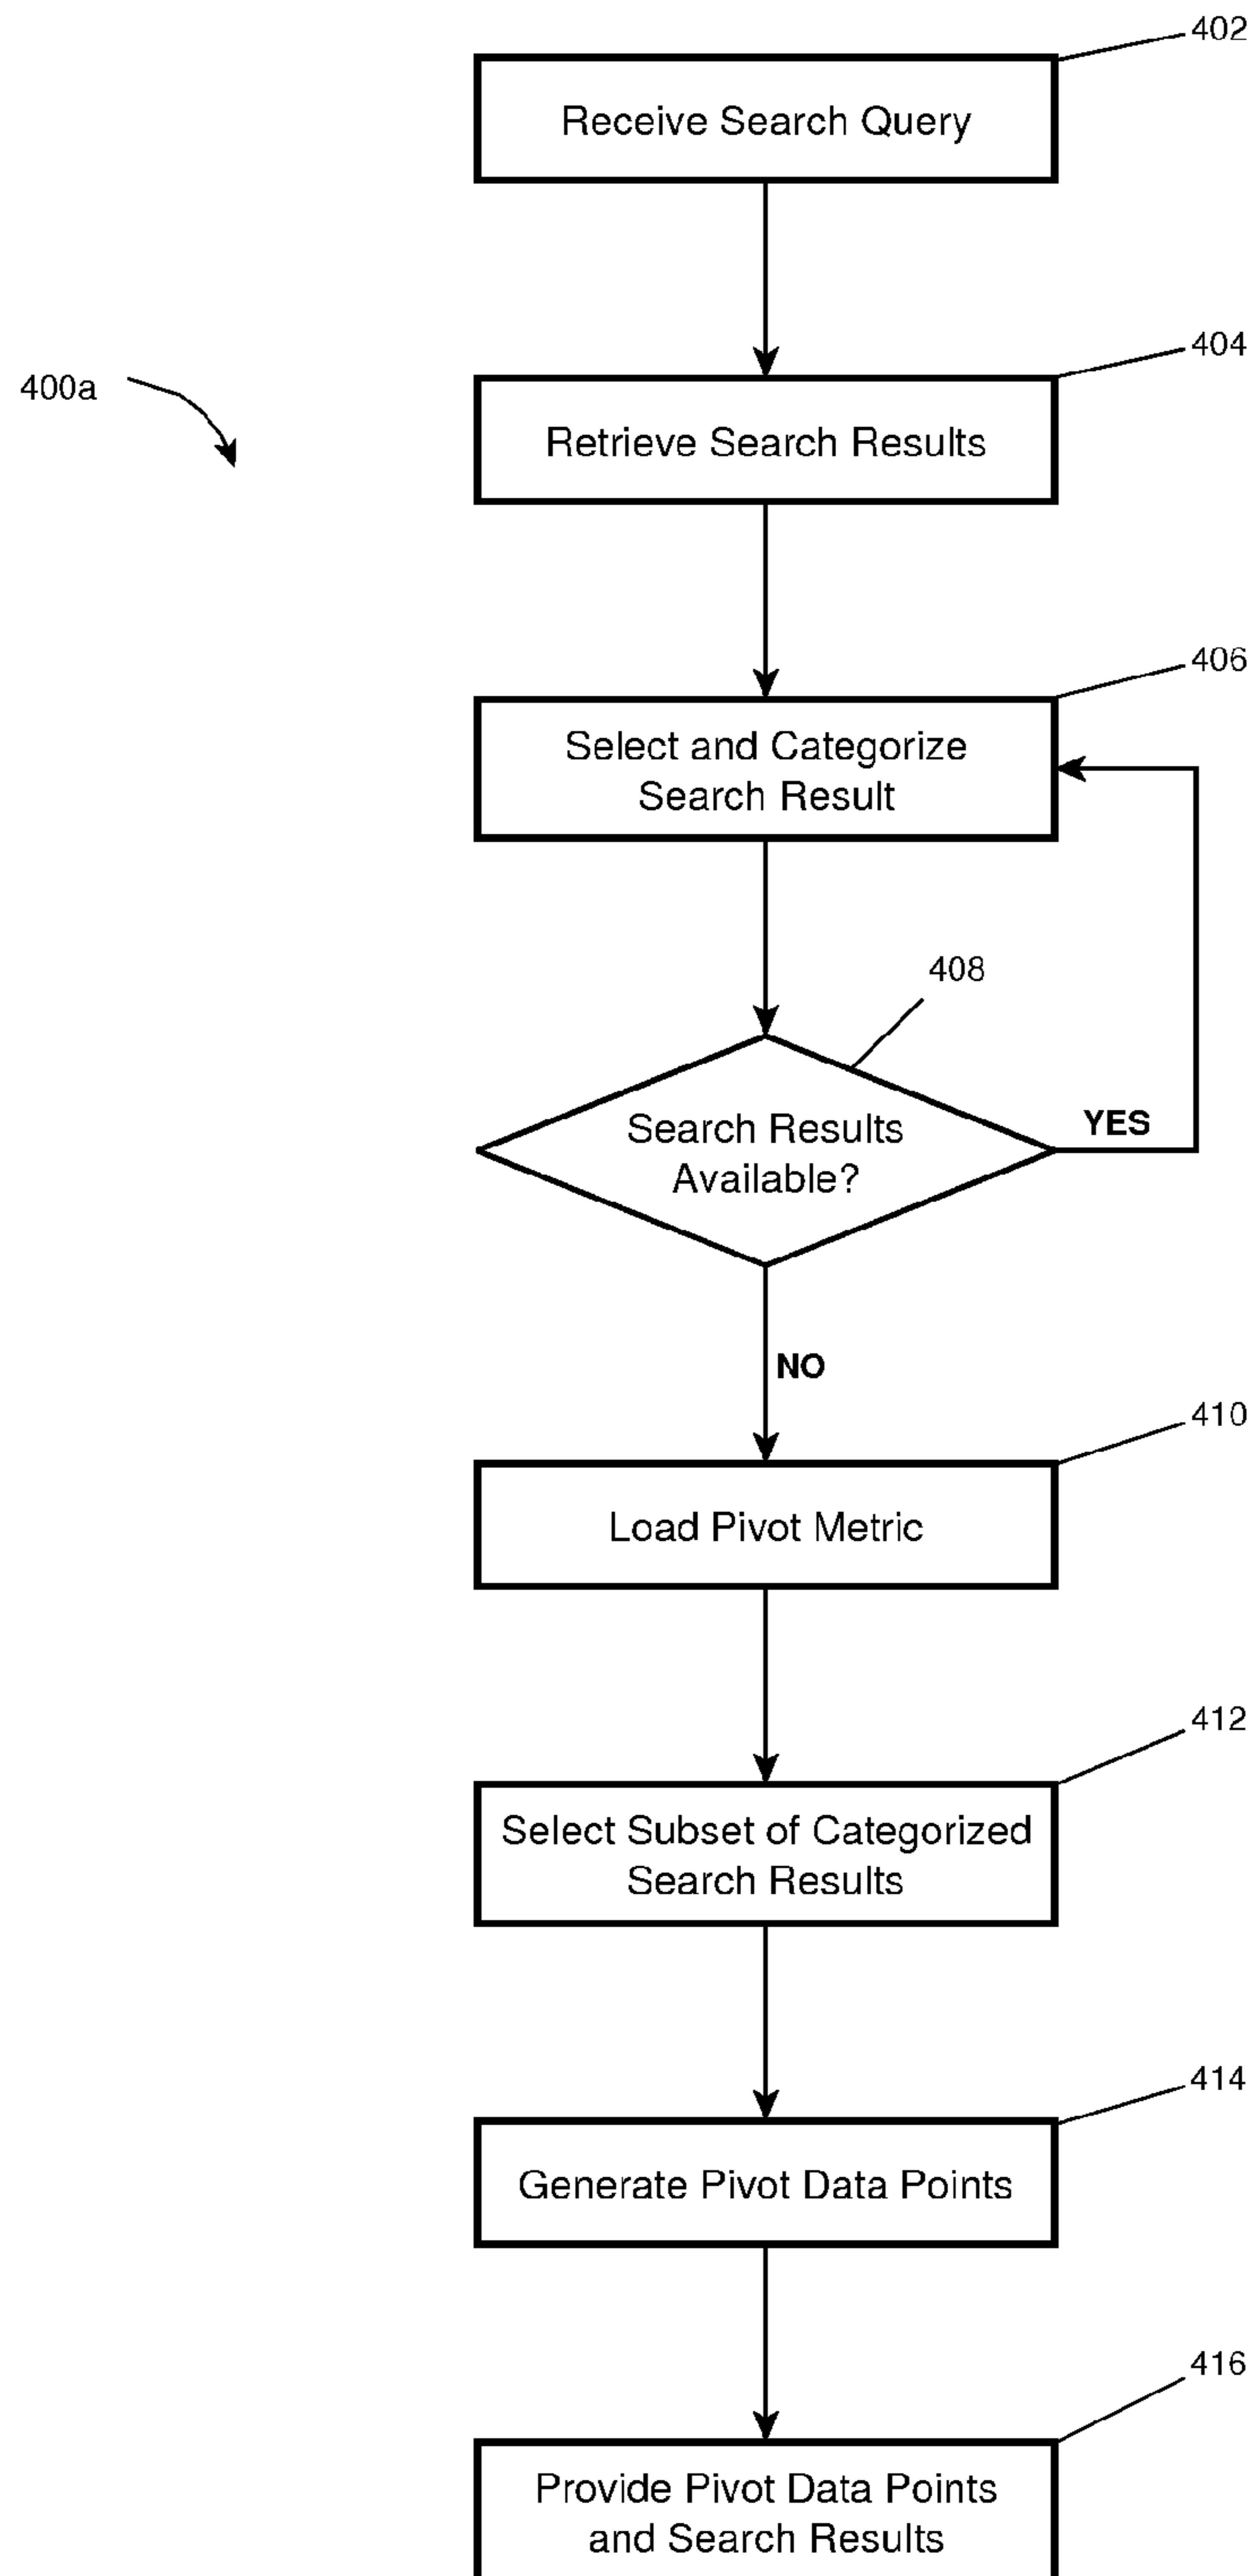 402
Receive Search Query
404
400a
Retrieve Search Results
406
Select and Categorize
Search Result
408
Search Results
Available?
YES
NO
410
Load Pivot Metric
412
Select Subset of Categorized
Search Results
414
Generate Pivot Data Points
416
Provide Pivot Data Points
and Search Results